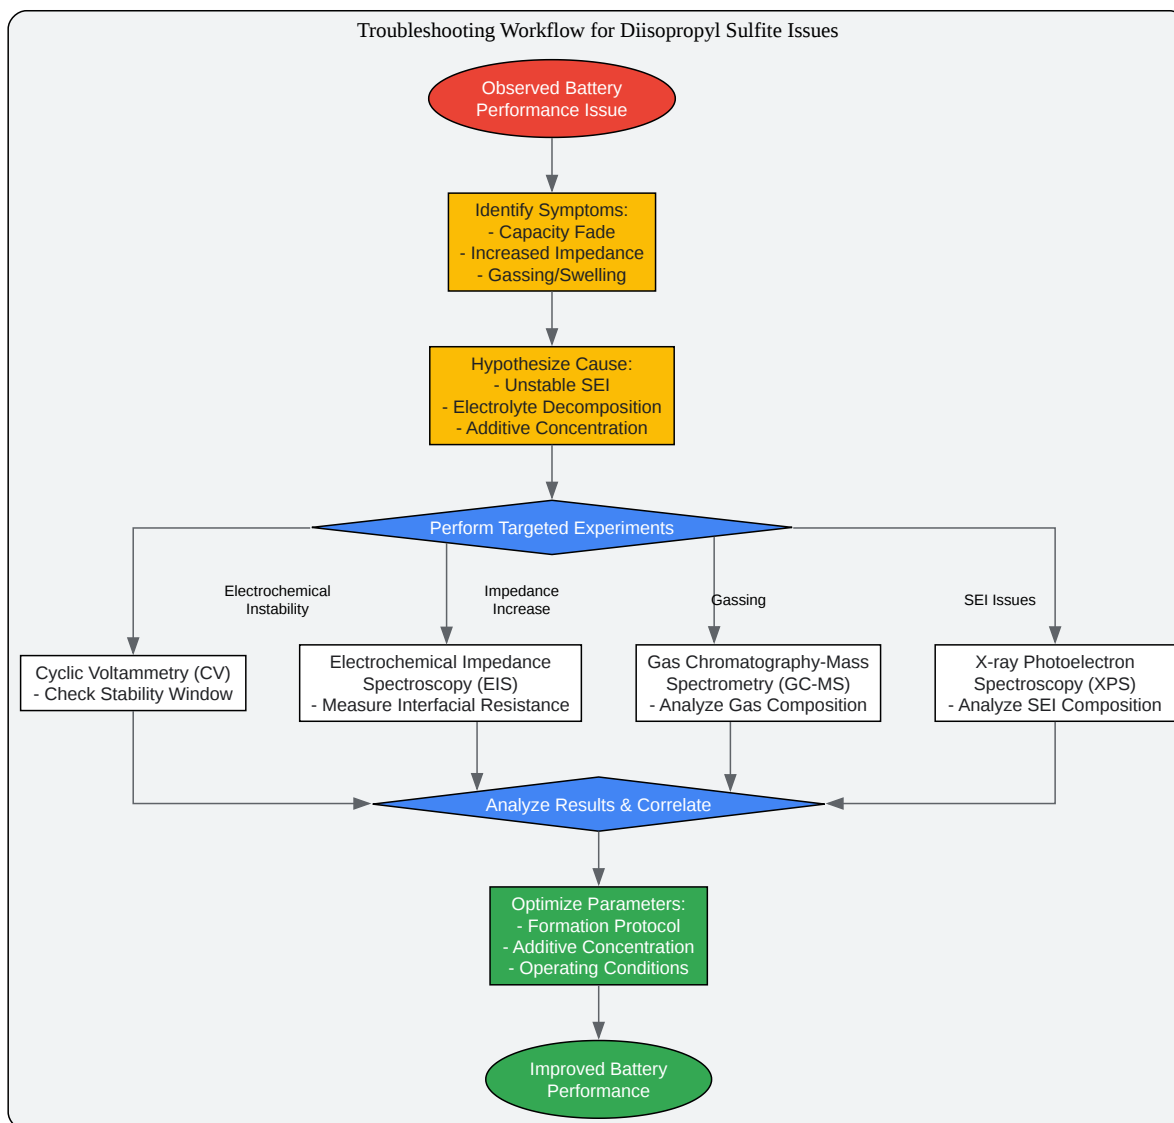 Troubleshooting Workflow for Diisopropyl Sulfite Issues
Observed Battery
Performance Issue
Identify Symptoms:
- Capacity Fade
- Increased Impedance
- Gassing/Swelling
Hypothesize Cause:
- Unstable SEI
- Electrolyte Decomposition
- Additive Concentration
Perform Targeted Experiments
Electrochemical
Instability
Impedance
Increase
Gassing
SEI Issues
Cyclic Voltammetry (CV)
- Check Stability Window
Electrochemical Impedance
Spectroscopy (EIS)
- Measure Interfacial Resistance
Gas Chromatography-Mass
Spectrometry (GC-MS)
- Analyze Gas Composition
X-ray Photoelectron
Spectroscopy (XPS)
- Analyze SEI Composition
Analyze Results & Correlate
Optimize Parameters:
- Formation Protocol
- Additive Concentration
- Operating Conditions
Improved Battery
Performance